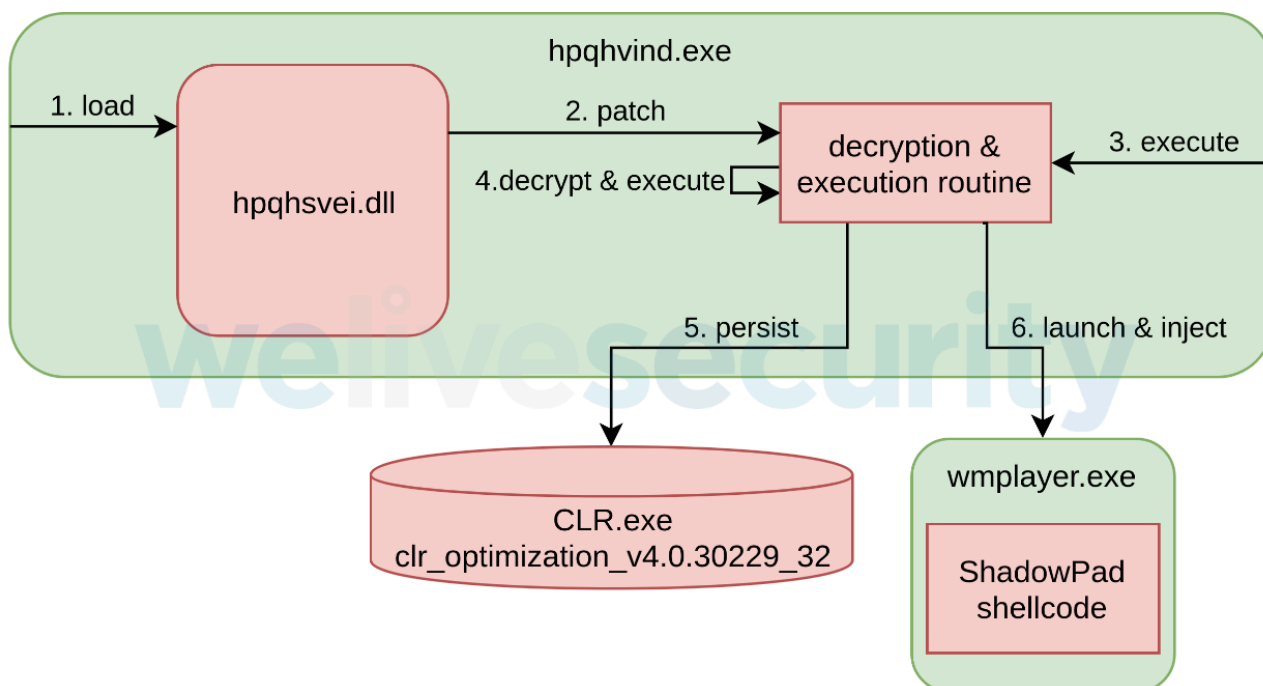 hpqhvind.exe
1. load
hpqhsvei.dll
2. patch
decryption &
execution routine
3. execute
4.decrypt & execute
5. persist
6. launch & inject
welivesecurity
CLR.exe
clr_optimization_v4.0.30229_32
wmplayer.exe
ShadowPad
shellcode